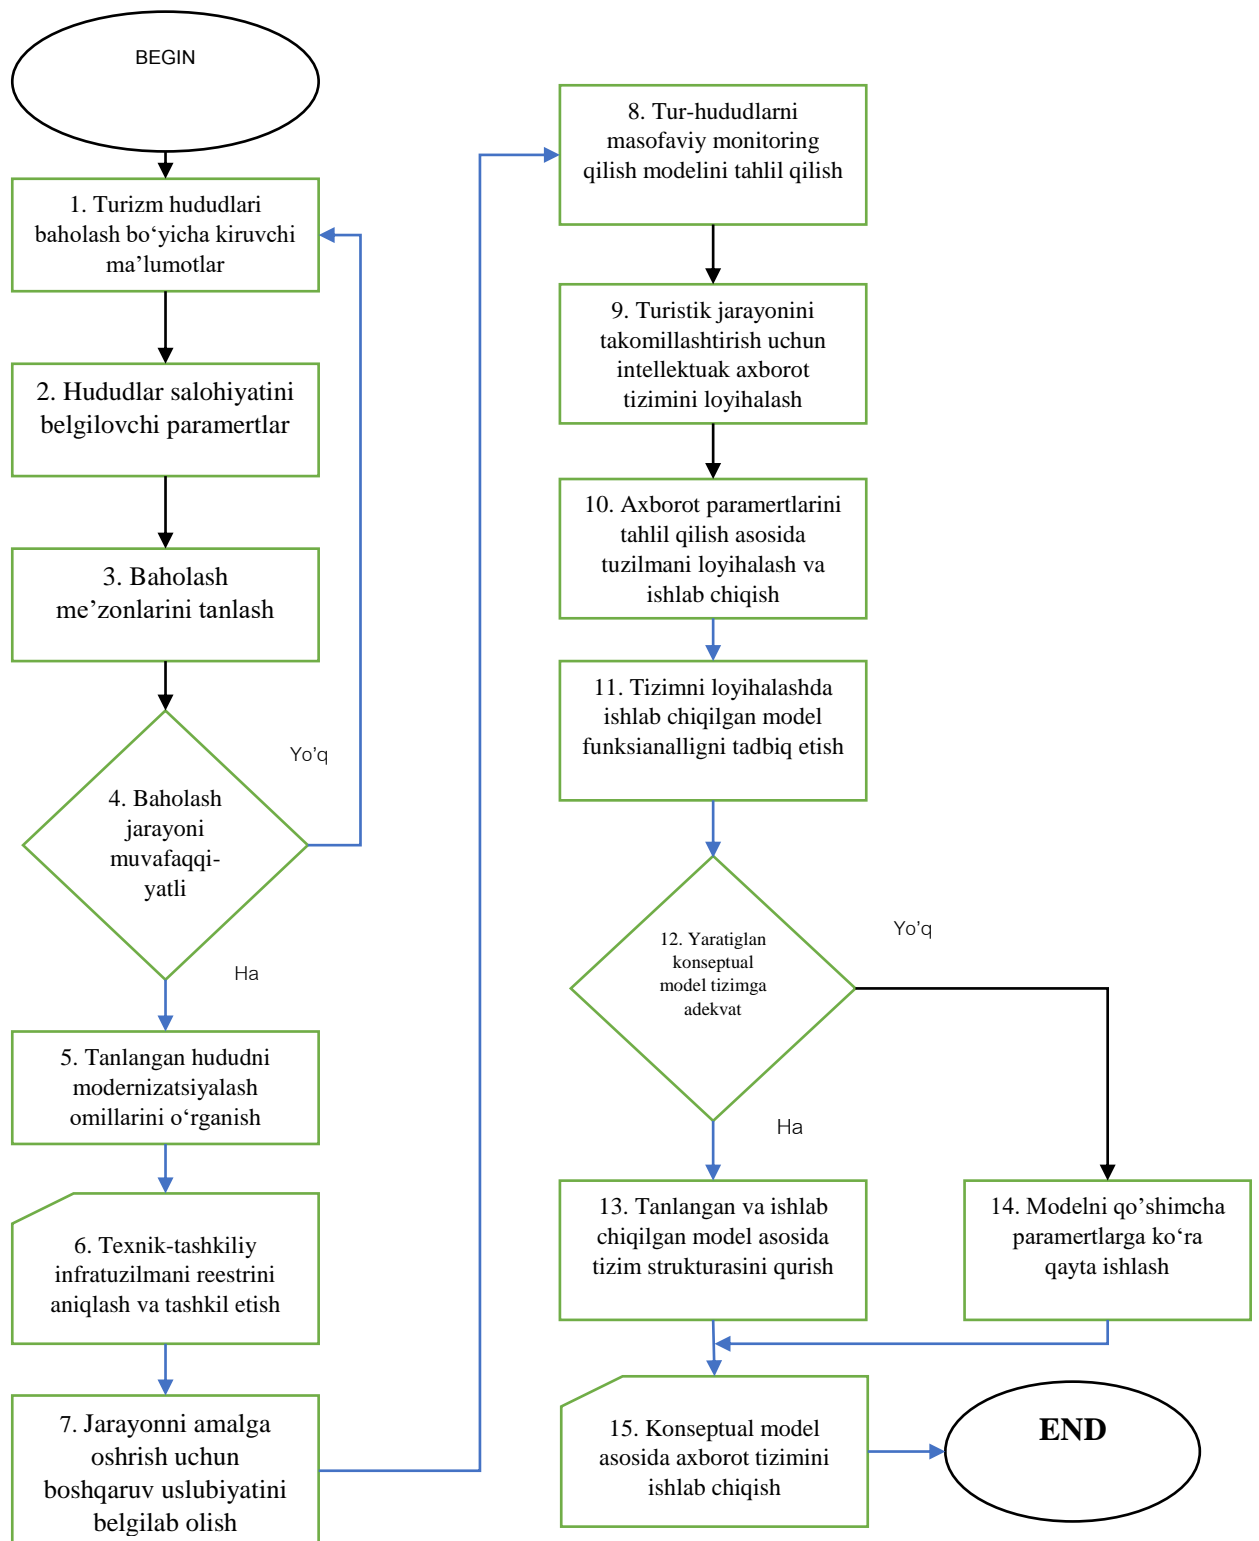 BEGIN
1. Turizm hududlari
baholash bo‘yicha kiruvchi
ma’lumotlar
2. Hududlar salohiyatini
belgilovchi paramertlar
3. Baholash
me’zonlarini tanlash
Yo’q
4. Baholash
jarayoni
muvafaqqi-
yatli
Ha
5. Tanlangan hududni
modernizatsiyalash
omillarini o‘rganish
6. Texnik-tashkiliy
infratuzilmani reestrini
aniqlash va tashkil etish
7. Jarayonni amalga
oshrish uchun
boshqaruv uslubiyatini
belgilab olish
8. Tur-hududlarni
masofaviy monitoring
qilish modelini tahlil qilish
9. Turistik jarayonini
takomillashtirish uchun
intellektuak axborot
tizimini loyihalash
10. Axborot paramertlarini
tahlil qilish asosida
tuzilmani loyihalash va
ishlab chiqish
11. Tizimni loyihalashda
ishlab chiqilgan model
funksianalligni tadbiq etish
12. Yaratiglan
konseptual
model tizimga
adekvat
Yo’q
Ha
13. Tanlangan va ishlab
chiqilgan model asosida
tizim strukturasini qurish
14. Modelni qo’shimcha
paramertlarga ko‘ra
qayta ishlash
15. Konseptual model
asosida axborot tizimini
ishlab chiqish
END